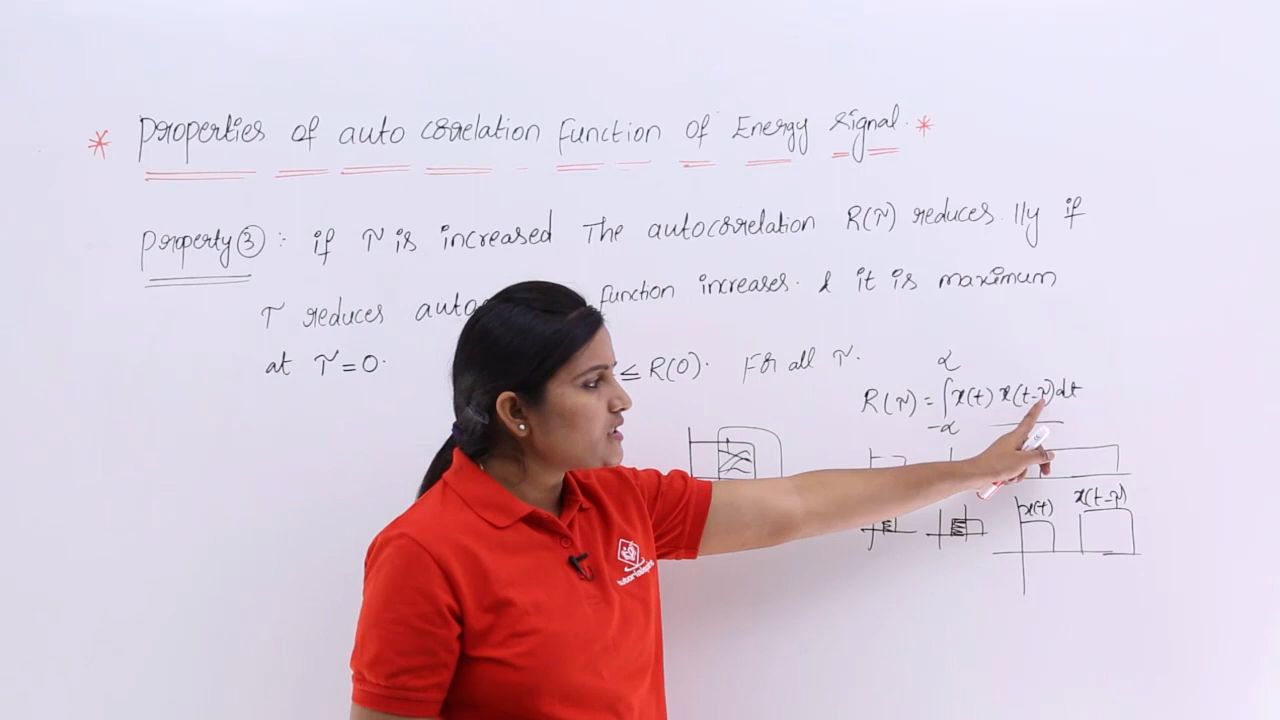 * Properties of auto correlation Function of Energy Signal. *
Property ③ : if τ is increased The autocorrelation R(τ) reduces. lly if
τ reduces auto function increases. & it is maximum
at τ = 0. ≤ R(0). For all τ.
R(τ) = ∫ x(t) x(t-τ) dt
α
-α
x(t) x(t-τ)
tutorialspoint